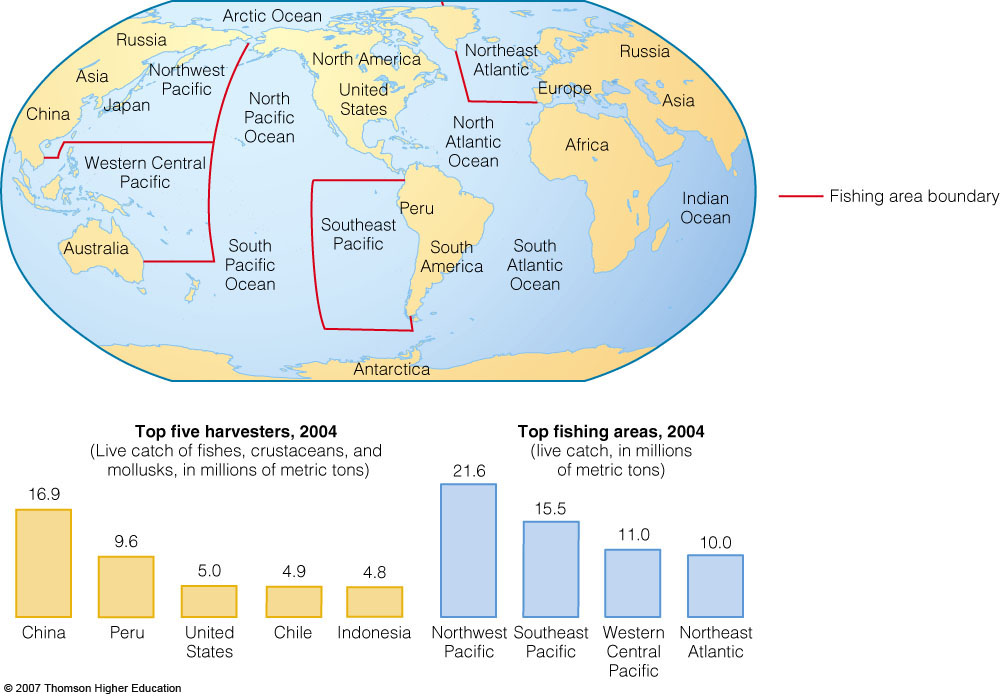 Arctic Ocean
Russia
Asia
China
Japan
Northwest
Pacific
North
Pacific
Ocean
North America
United
States
Northeast
Atlantic
Europe
Russia
Asia
North
Atlantic
Ocean
Africa
Western Central
Pacific
Australia
South
Pacific
Ocean
Southeast
Pacific
Peru
South
America
South
Atlantic
Ocean
Indian
Ocean
Antarctica
Fishing area boundary
Top five harvesters, 2004
(Live catch of fishes, crustaceans, and
mollusks, in millions of metric tons)
16.9
9.6
5.0
4.9
4.8
China
Peru
United
States
Chile
Indonesia
Top fishing areas, 2004
(live catch, in millions
of metric tons)
21.6
15.5
11.0
10.0
Northwest
Pacific
Southeast
Pacific
Western
Central
Pacific
Northeast
Atlantic
© 2007 Thomson Higher Education